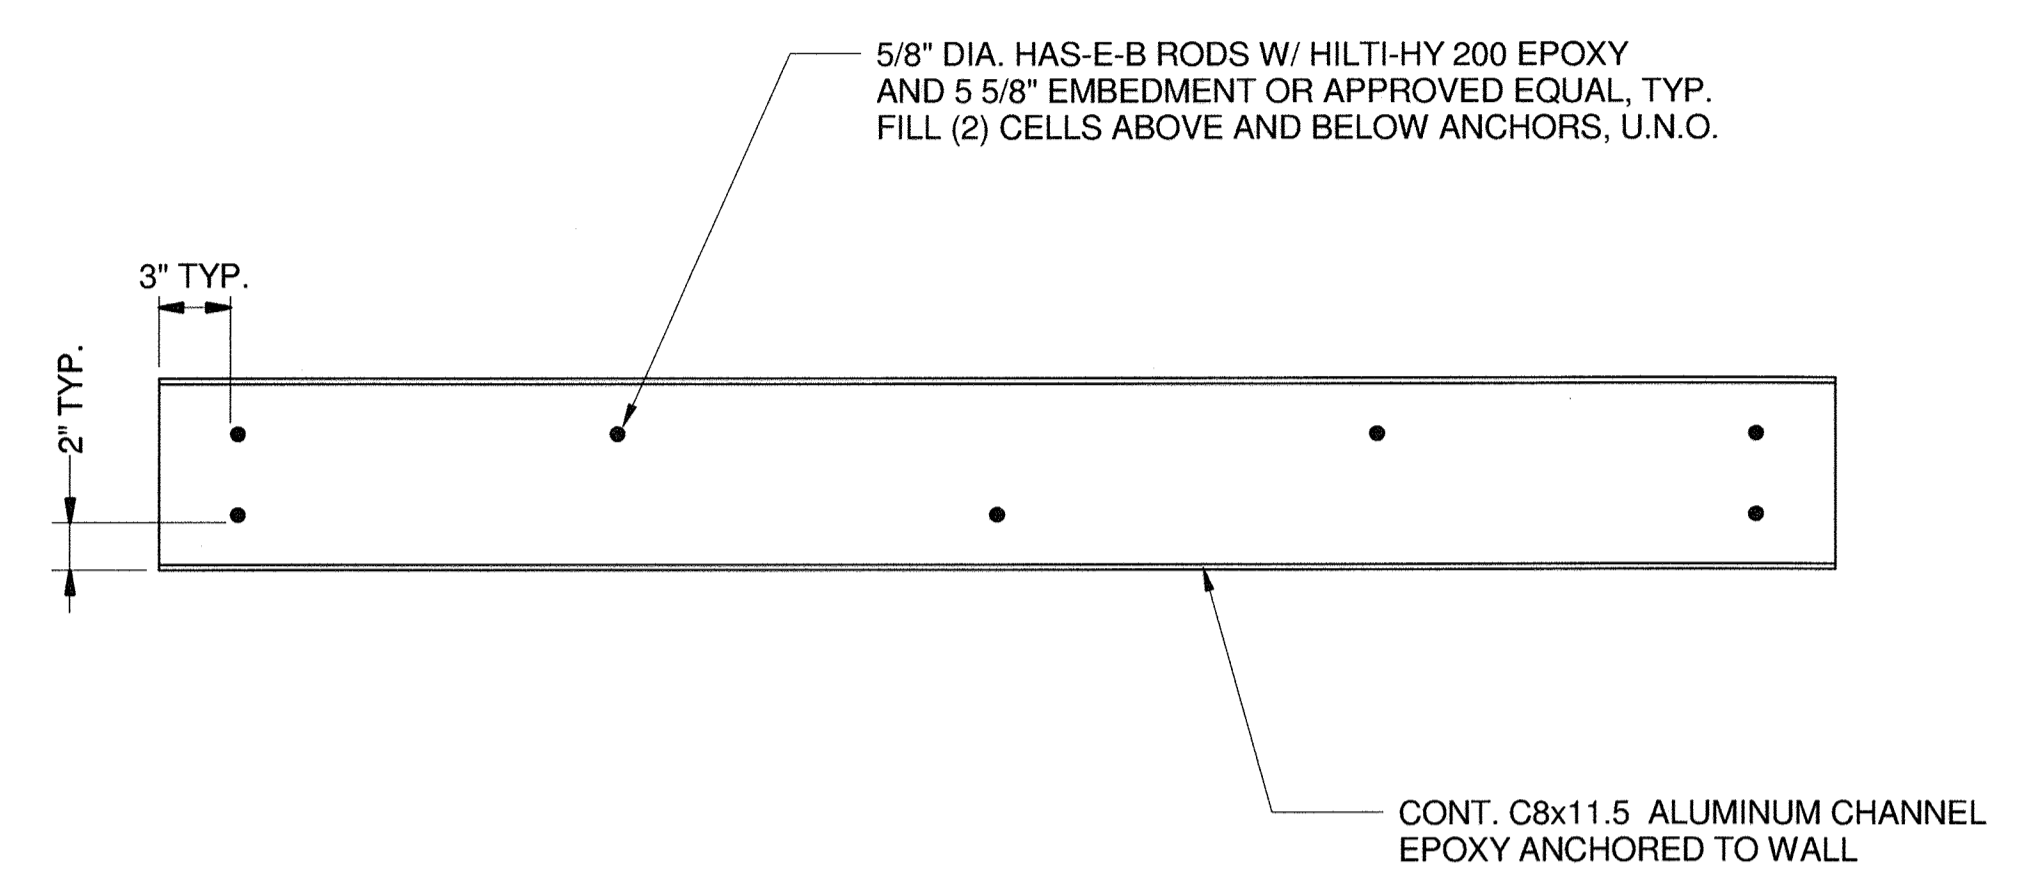 5/8" DIA. HAS-E-B RODS W/ HILTI-HY 200 EPOXY
AND 5 5/8" EMBEDMENT OR APPROVED EQUAL, TYP.
FILL (2) CELLS ABOVE AND BELOW ANCHORS, U.N.O.
3" TYP.
2" TYP.
CONT. C8x11.5 ALUMINUM CHANNEL
EPOXY ANCHORED TO WALL